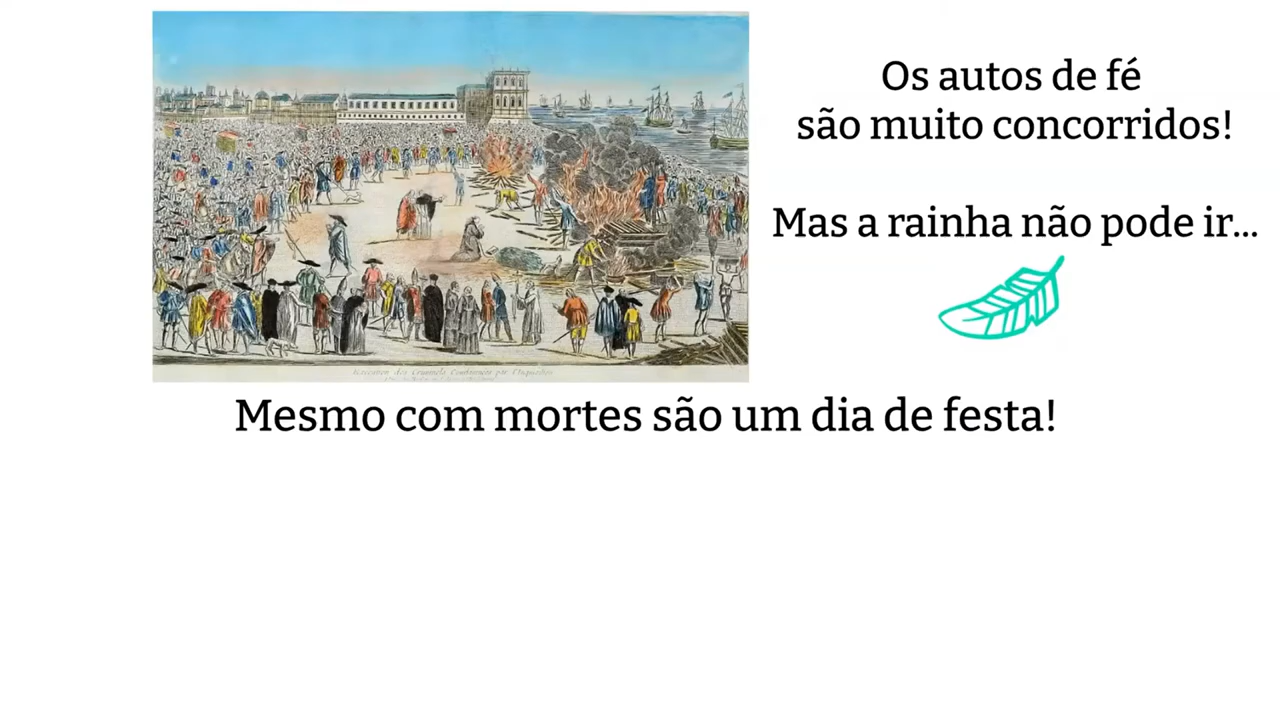 Os autos de fé
são muito concorridos!
Mas a rainha não pode ir...
Mesmo com mortes são um dia de festa!